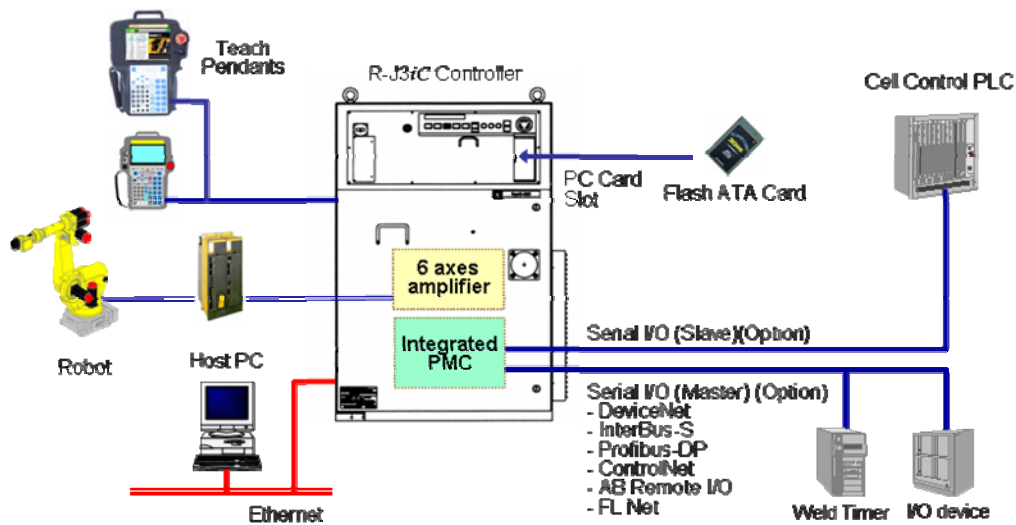 Teach
Pendants
R-J3iC Controller
Cell Control PLC
PC Card
Slot
Flash ATA Card
6 axes
amplifier
Integrated
PMC
Robot
Host PC
Serial I/O (Slave)(Option)
Serial I/O (Master) (Option)
- DeviceNet
- InterBus-S
- Profibus-DP
- ControlNet
- AB Remote I/O
- FL Net
Ethernet
Weld Timer
I/O device